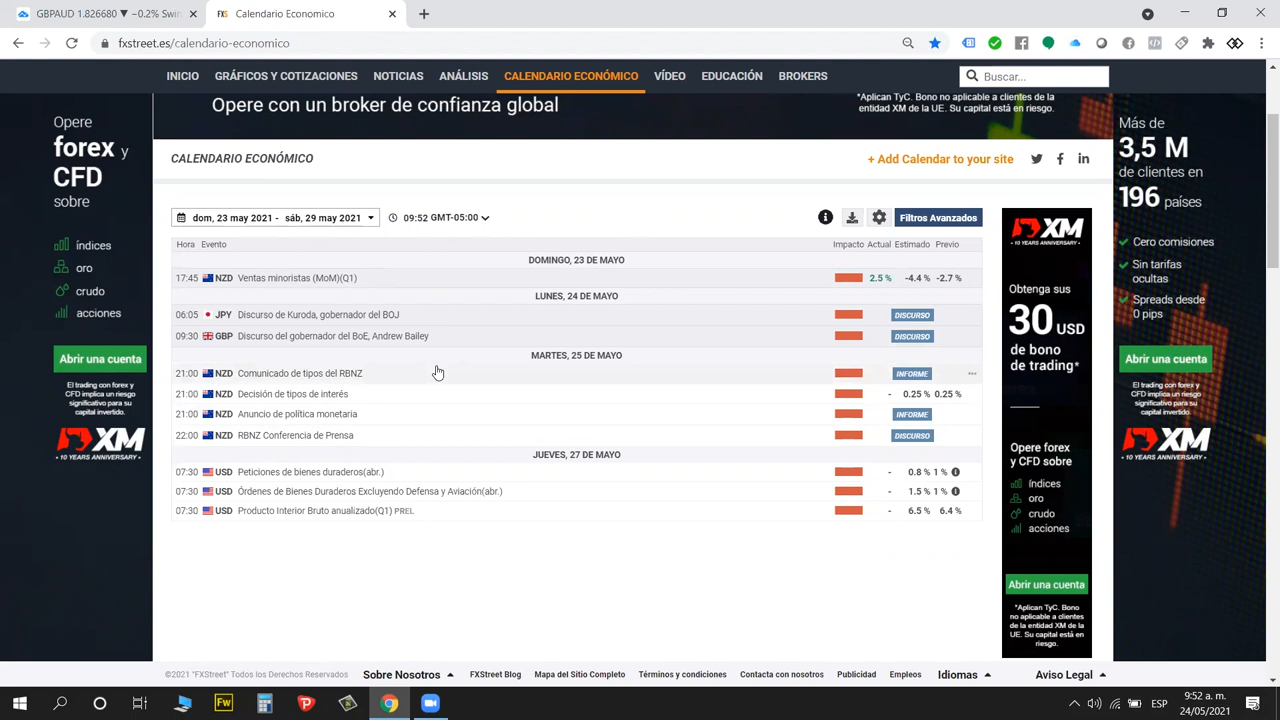 GBPAUD 1.826680 ▼ −0.2% Swin
FXS Calendario Economico
fxstreet.es/calendario-economico
INICIO GRÁFICOS Y COTIZACIONES NOTICIAS ANÁLISIS CALENDARIO ECONÓMICO VÍDEO EDUCACIÓN BROKERS
Buscar...
Opere con un broker de confianza global
*Aplican TyC. Bono no aplicable a clientes de la
entidad XM de la UE. Su capital está en riesgo.
Opere
forex y
CFD
sobre
índices
oro
crudo
acciones
Abrir una cuenta
El trading con forex y
CFD implica un riesgo
significativo para su
capital invertido.
XM
10 YEARS ANNIVERSARY
CALENDARIO ECONÓMICO
+ Add Calendar to your site
dom, 23 may 2021 - sáb, 29 may 2021
09:52 GMT-05:00
Filtros Avanzados
Hora Evento Impacto Actual Estimado Previo
DOMINGO, 23 DE MAYO
17:45 NZD Ventas minoristas (MoM)(Q1) 2.5 % -4.4 % -2.7 %
LUNES, 24 DE MAYO
06:05 JPY Discurso de Kuroda, gobernador del BOJ DISCURSO
09:30 GBP Discurso del gobernador del BoE, Andrew Bailey DISCURSO
MARTES, 25 DE MAYO
21:00 NZD Comunicado de tipos del RBNZ INFORME
21:00 NZD Decisión de tipos de interés - 0.25 % 0.25 %
21:00 NZD Anuncio de política monetaria INFORME
22:00 NZD RBNZ Conferencia de Prensa DISCURSO
JUEVES, 27 DE MAYO
07:30 USD Peticiones de bienes duraderos(abr.) - 0.8 % 1 %
07:30 USD Órdenes de Bienes Duraderos Excluyendo Defensa y Aviación(abr.) - 1.5 % 1 %
07:30 USD Producto Interior Bruto anualizado(Q1) PREL - 6.5 % 6.4 %
XM
10 YEARS ANNIVERSARY
Obtenga sus
30 USD
de bono
de trading*
Opere forex
y CFD sobre
índices
oro
crudo
acciones
Abrir una cuenta
*Aplican TyC. Bono
no aplicable a clientes
de la entidad XM de la
UE. Su capital está en
riesgo.
Más de
3,5 M
de clientes en
196 países
Cero comisiones
Sin tarifas
ocultas
Spreads desde
0 pips
Abrir una cuenta
El trading con forex y
CFD implica un riesgo
significativo para su
capital invertido.
XM
10 YEARS ANNIVERSARY
©2021 "FXStreet" Todos los Derechos Reservados Sobre Nosotros FXStreet Blog Mapa del Sitio Completo Términos y condiciones Contacta con nosotros Publicidad Empleos Idiomas Aviso Legal
Fw
ESP
9:52 a. m.
24/05/2021